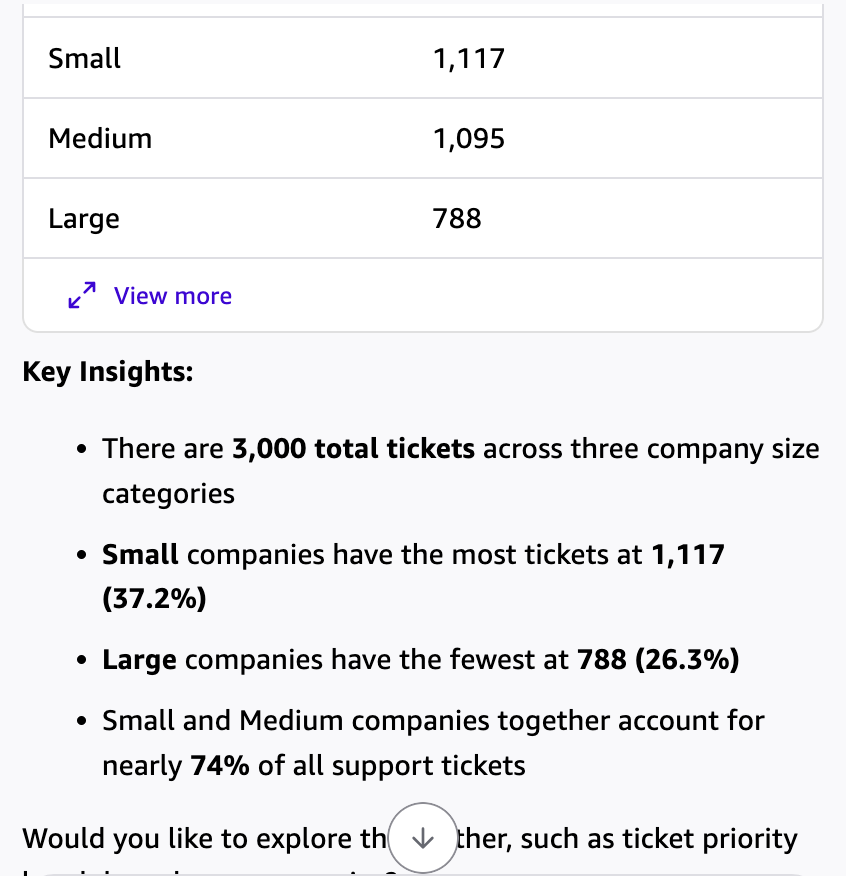 Small 1,117
Medium 1,095
Large 788
View more
Key Insights:
• There are 3,000 total tickets across three company size
categories
• Small companies have the most tickets at 1,117
(37.2%)
• Large companies have the fewest at 788 (26.3%)
• Small and Medium companies together account for
nearly 74% of all support tickets
Would you like to explore such as ticket priority